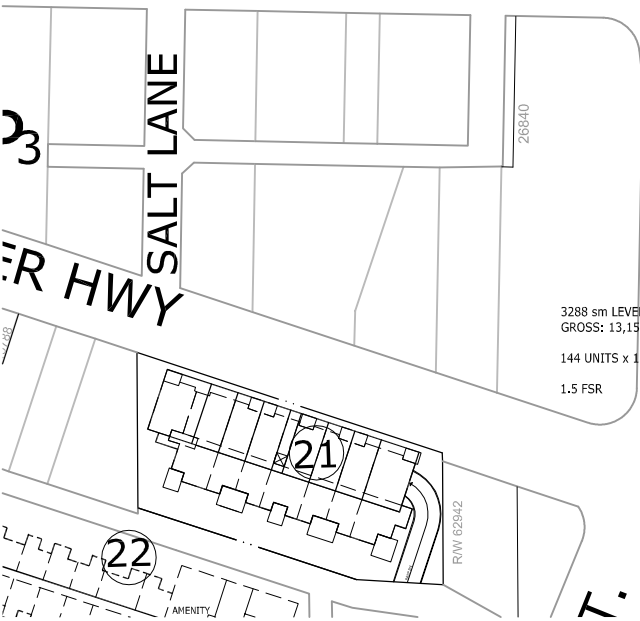 SALT LANE
3
26840
ER HWY
3288 sm LEVE
GROSS: 13,15
144 UNITS x 1
1.5 FSR
21
R/W 62942
22
AMENITY
T.